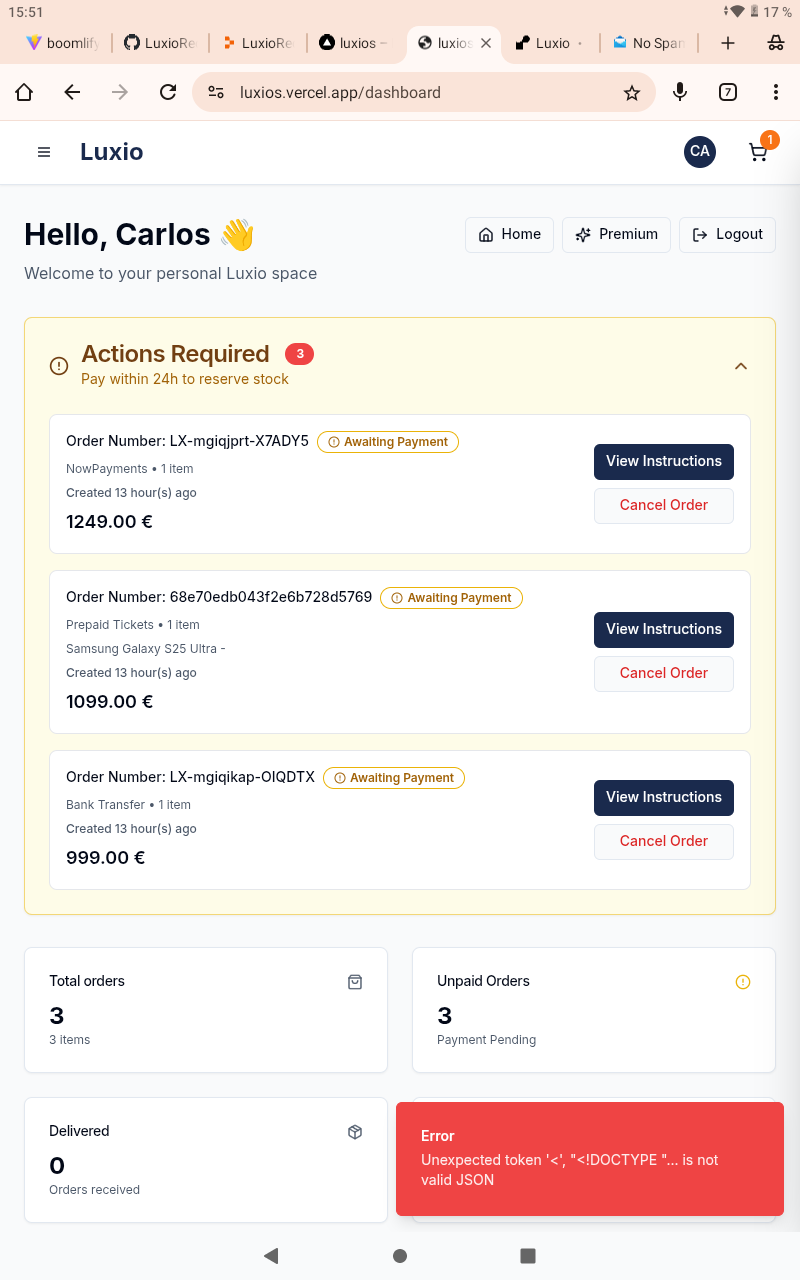 15:51
17 %
boomlify
LuxioRe
LuxioRe
luxios –
luxios
Luxio ·
No Span
luxios.vercel.app/dashboard
7
Luxio
CA
1
Hello, Carlos 👋
Home
Premium
Logout
Welcome to your personal Luxio space
Actions Required 3
Pay within 24h to reserve stock
Order Number: LX-mgiqjprt-X7ADY5 Awaiting Payment
NowPayments • 1 item
Created 13 hour(s) ago
1249.00 €
View Instructions
Cancel Order
Order Number: 68e70edb043f2e6b728d5769 Awaiting Payment
Prepaid Tickets • 1 item
Samsung Galaxy S25 Ultra -
Created 13 hour(s) ago
1099.00 €
View Instructions
Cancel Order
Order Number: LX-mgiqikap-OIQDTX Awaiting Payment
Bank Transfer • 1 item
Created 13 hour(s) ago
999.00 €
View Instructions
Cancel Order
Total orders
3
3 items
Unpaid Orders
3
Payment Pending
Delivered
0
Orders received
Error
Unexpected token '<', "<!DOCTYPE "... is not
valid JSON